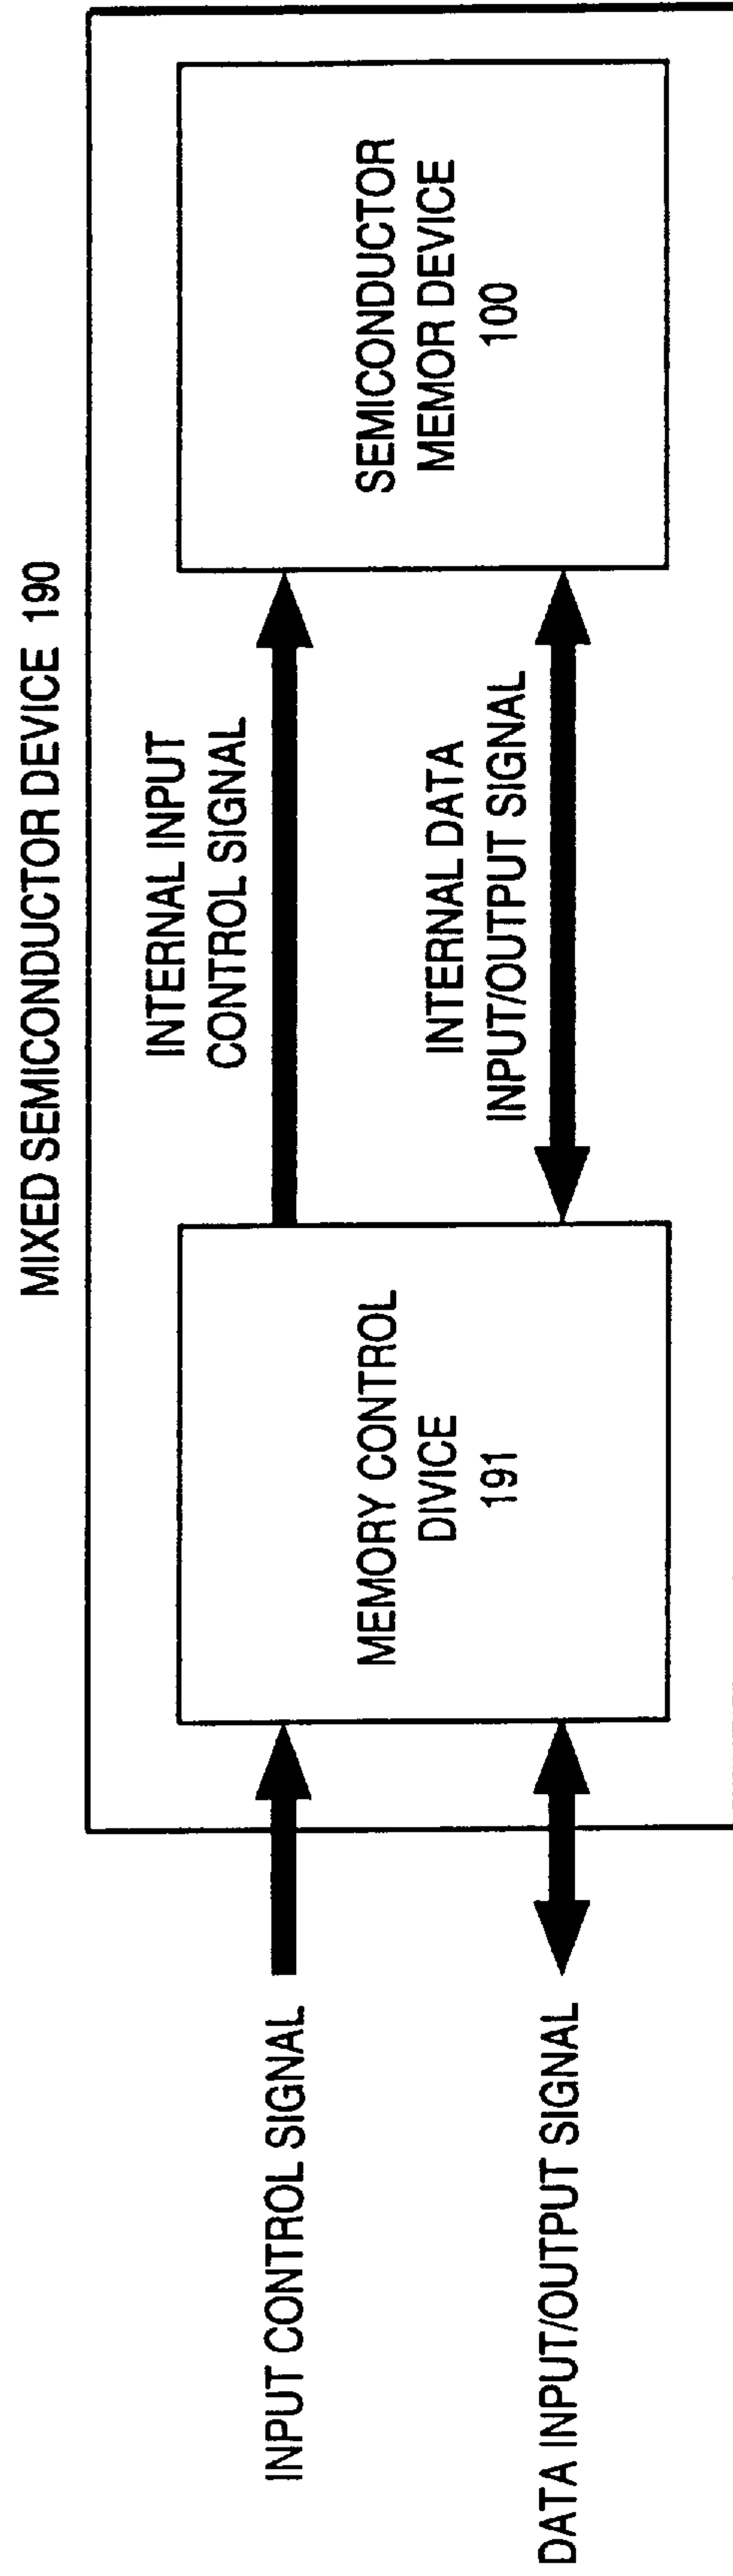 MIXED SEMICONDUCTOR DEVICE 190
INPUT CONTROL SIGNAL
DATA INPUT/OUTPUT SIGNAL
MEMORY CONTROL
DIVICE
191
INTERNAL INPUT
CONTROL SIGNAL
INTERNAL DATA
INPUT/OUTPUT SIGNAL
SEMICONDUCTOR
MEMOR DEVICE
100